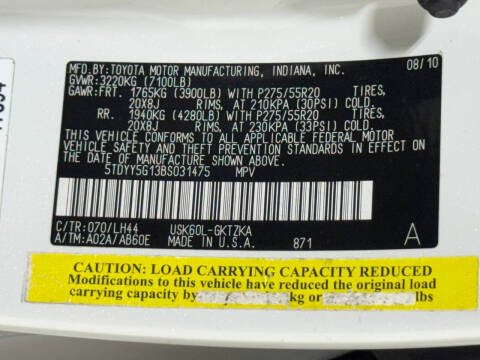 MFD. BY: TOYOTA MOTOR MANUFACTURING, INDIANA, INC. 08/10
GVWR: 3220KG (7100LB)
GAWR: FRT. 1765KG (3900LB) WITH P275/55R20 TIRES,
20X8J RIMS, AT 210KPA (30PSI) COLD.
RR. 1940KG (4280LB) WITH P275/55R20 TIRES,
20X8J RIMS, AT 230KPA (33PSI) COLD.
THIS VEHICLE CONFORMS TO ALL APPLICABLE FEDERAL MOTOR
VEHICLE SAFETY AND THEFT PREVENTION STANDARDS IN
EFFECT ON THE DATE OF MANUFACTURE SHOWN ABOVE.
5TDYY5G13BS031475 MPV
C/TR: 070/LH44 USK60L-GKTZKA
A/TM: A02A/AB60E MADE IN U.S.A. 871 A
CAUTION: LOAD CARRYING CAPACITY REDUCED
Modifications to this vehicle have reduced the original load
carrying capacity by kg or lbs